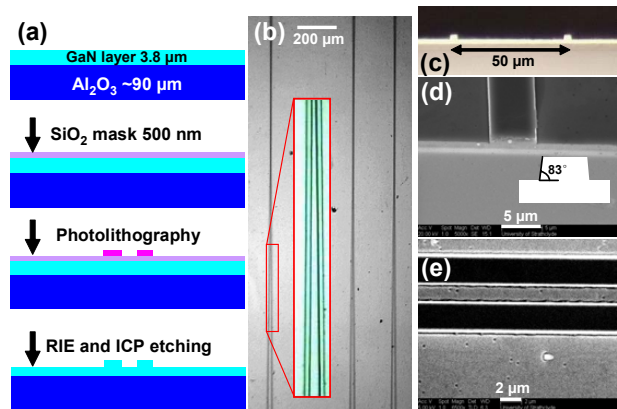 (a)
GaN layer 3.8 µm
Al₂O₃ ~90 µm
SiO₂ mask 500 nm
Photolithography
RIE and ICP etching
(b)
200 µm
50 µm
(c)
(d)
83°
5 µm
University of Strathclyde
(e)
2 µm
University of Strathclyde